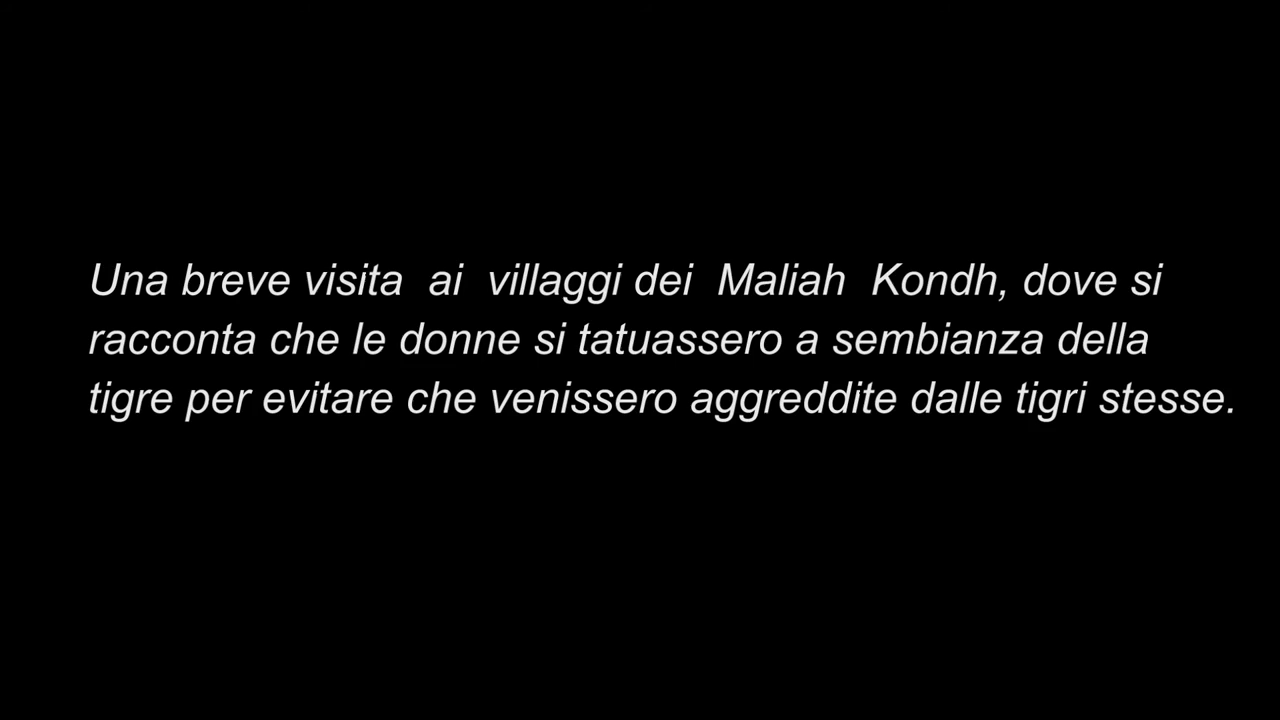 Una breve visita  ai  villaggi dei  Maliah  Kondh, dove si
racconta che le donne si tatuassero a sembianza della
tigre per evitare che venissero aggreddite dalle tigri stesse.